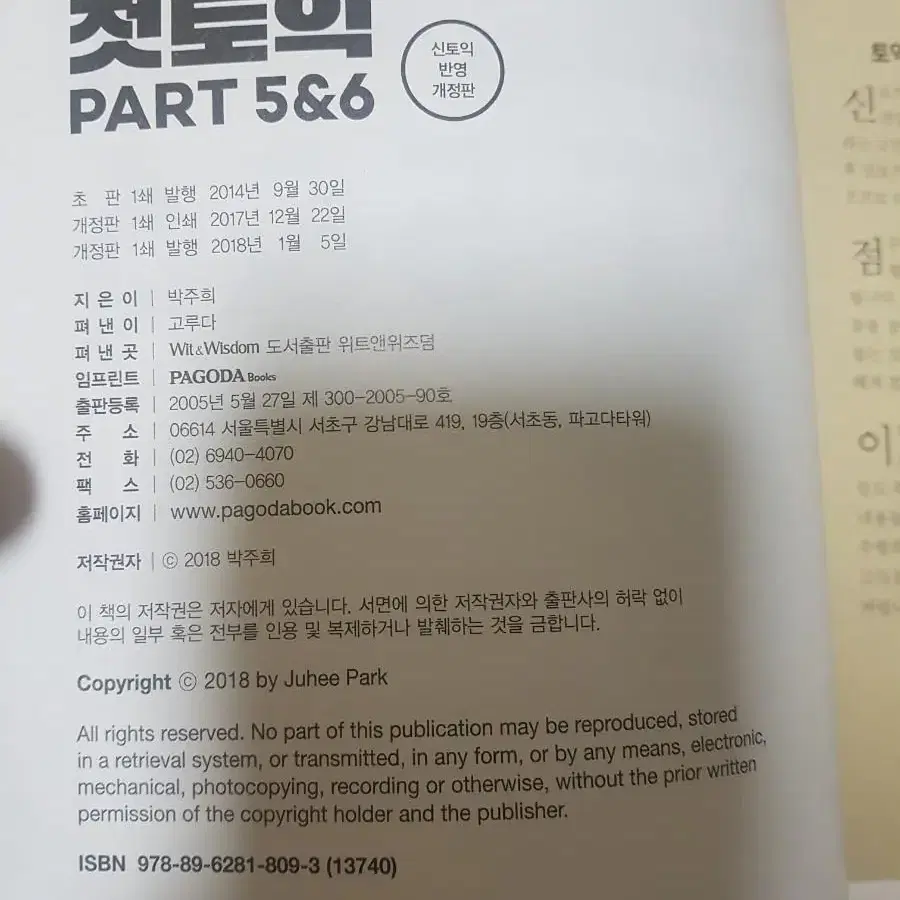 첫토익
PART 5&6
신토익
반영
개정판
초 판 1쇄 발행 2014년 9월 30일
개정판 1쇄 인쇄 2017년 12월 22일
개정판 1쇄 발행 2018년 1월 5일
지은이 | 박주희
펴낸이 | 고루다
펴낸곳 | Wit&Wisdom 도서출판 위트앤위즈덤
임프린트 | PAGODA Books
출판등록 | 2005년 5월 27일 제 300-2005-90호
주 소 | 06614 서울특별시 서초구 강남대로 419, 19층(서초동, 파고다타워)
전 화 | (02) 6940-4070
팩 스 | (02) 536-0660
홈페이지 | www.pagodabook.com
저작권자 | ⓒ 2018 박주희
이 책의 저작권은 저자에게 있습니다. 서면에 의한 저작권자와 출판사의 허락 없이
내용의 일부 혹은 전부를 인용 및 복제하거나 발췌하는 것을 금합니다.
Copyright ⓒ 2018 by Juhee Park
All rights reserved. No part of this publication may be reproduced, stored
in a retrieval system, or transmitted, in any form, or by any means, electronic,
mechanical, photocopying, recording or otherwise, without the prior written
permission of the copyright holder and the publisher.
ISBN 978-89-6281-809-3 (13740)
신
점
이